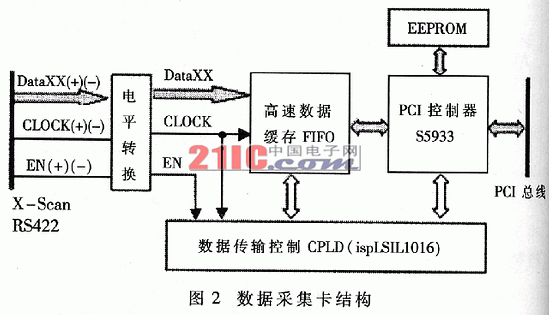 EEPROM
DataXX(+)(-)
CLOCK(+)(-)
EN(+)(-)
X-Scan
RS422
电平转换
DataXX
CLOCK
EN
高速数据
缓存 FIFO
PCI 控制器
S5933
PCI 总线
21IC.com
中国电子网
数据传输控制 CPLD(ispLSIL1016)
图 2 数据采集卡结构